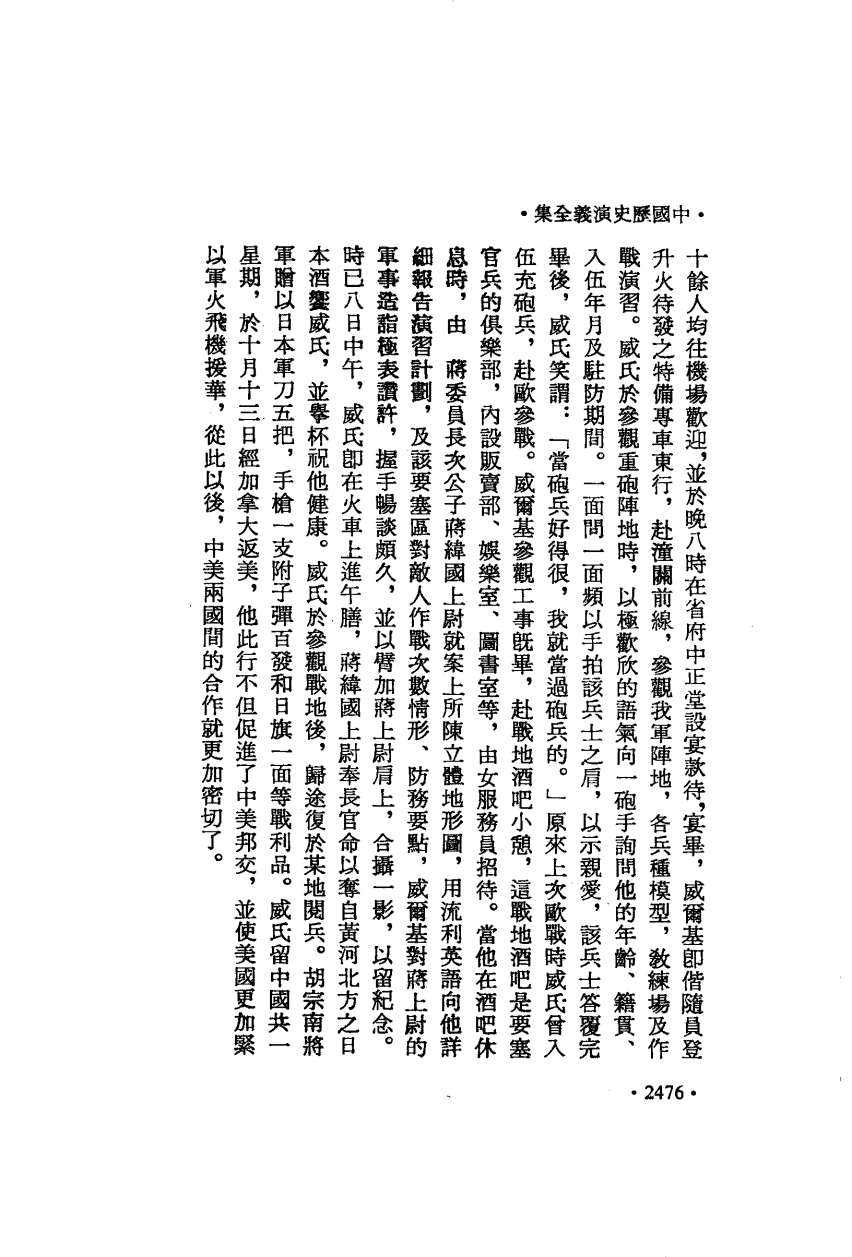 ·中國歷史演義全集·
十餘人均往機場歡迎,並於晚八時在省府中正堂設宴款待,宴畢,威爾基卽偕隨員登
升火待發之特備專車東行,赴潼關前線,參觀我軍陣地,各兵種模型,教練場及作
戰演習。威氏於參觀重砲陣地時,以極歡欣的語氣向一砲手詢問他的年齡、籍貫、
入伍年月及駐防期間。一面問一面頻以手拍該兵士之肩,以示親愛,該兵士答覆完
畢後,威氏笑謂:「當砲兵好得很,我就當過砲兵的。」原來上次歐戰時威氏曾入
伍充砲兵,赴歐參戰。威爾基參觀工事旣畢,赴戰地酒吧小憩,這戰地酒吧是要塞
官兵的俱樂部,內設販賣部、娛樂室、圖書室等,由女服務員招待。當他在酒吧休
息時,由 蔣委員長次公子蔣緯國上尉就案上所陳立體地形圖,用流利英語向他詳
細報告演習計劃,及該要塞區對敵人作戰次數情形、防務要點,威爾基對蔣上尉的
軍事造詣極表讚許,握手暢談頗久,並以臂加蔣上尉肩上,合攝一影,以留紀念。
時已八日中午,威氏卽在火車上進午膳,蔣緯國上尉奉長官命以奪自黃河北方之日
本酒饗威氏,並舉杯祝他健康。威氏於參觀戰地後,歸途復於某地閱兵。胡宗南將
軍贈以日本軍刀五把,手槍一支附子彈百發和日旗一面等戰利品。威氏留中國共一
星期,於十月十三日經加拿大返美,他此行不但促進了中美邦交,並使美國更加緊
以軍火飛機援華,從此以後,中美兩國間的合作就更加密切了。
·2476·